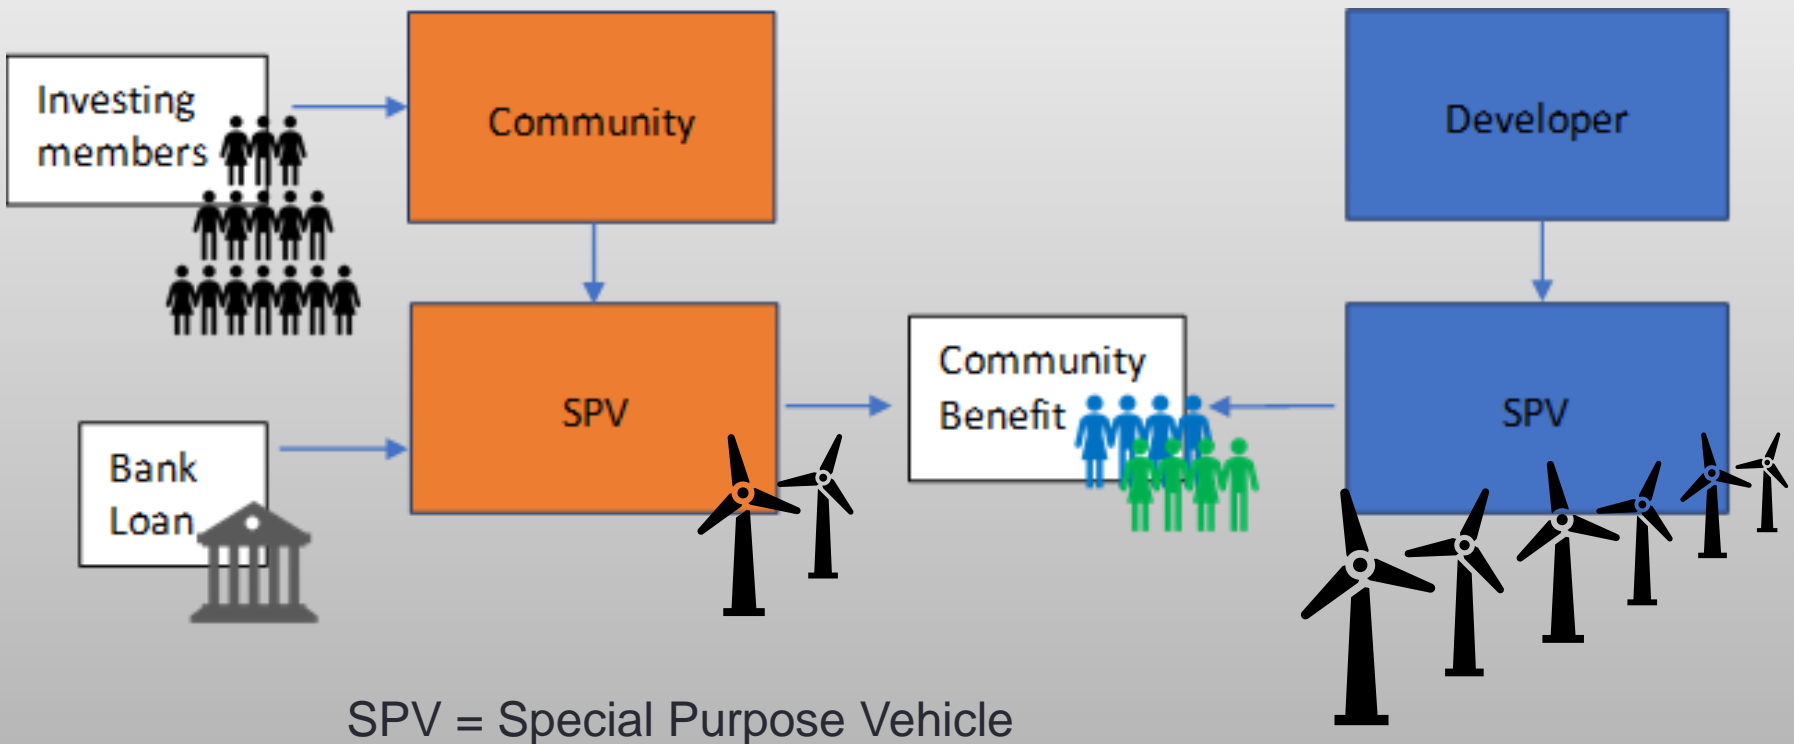 Investing
members
Community
Developer
SPV
Community
Benefit
SPV
Bank
Loan
SPV = Special Purpose Vehicle